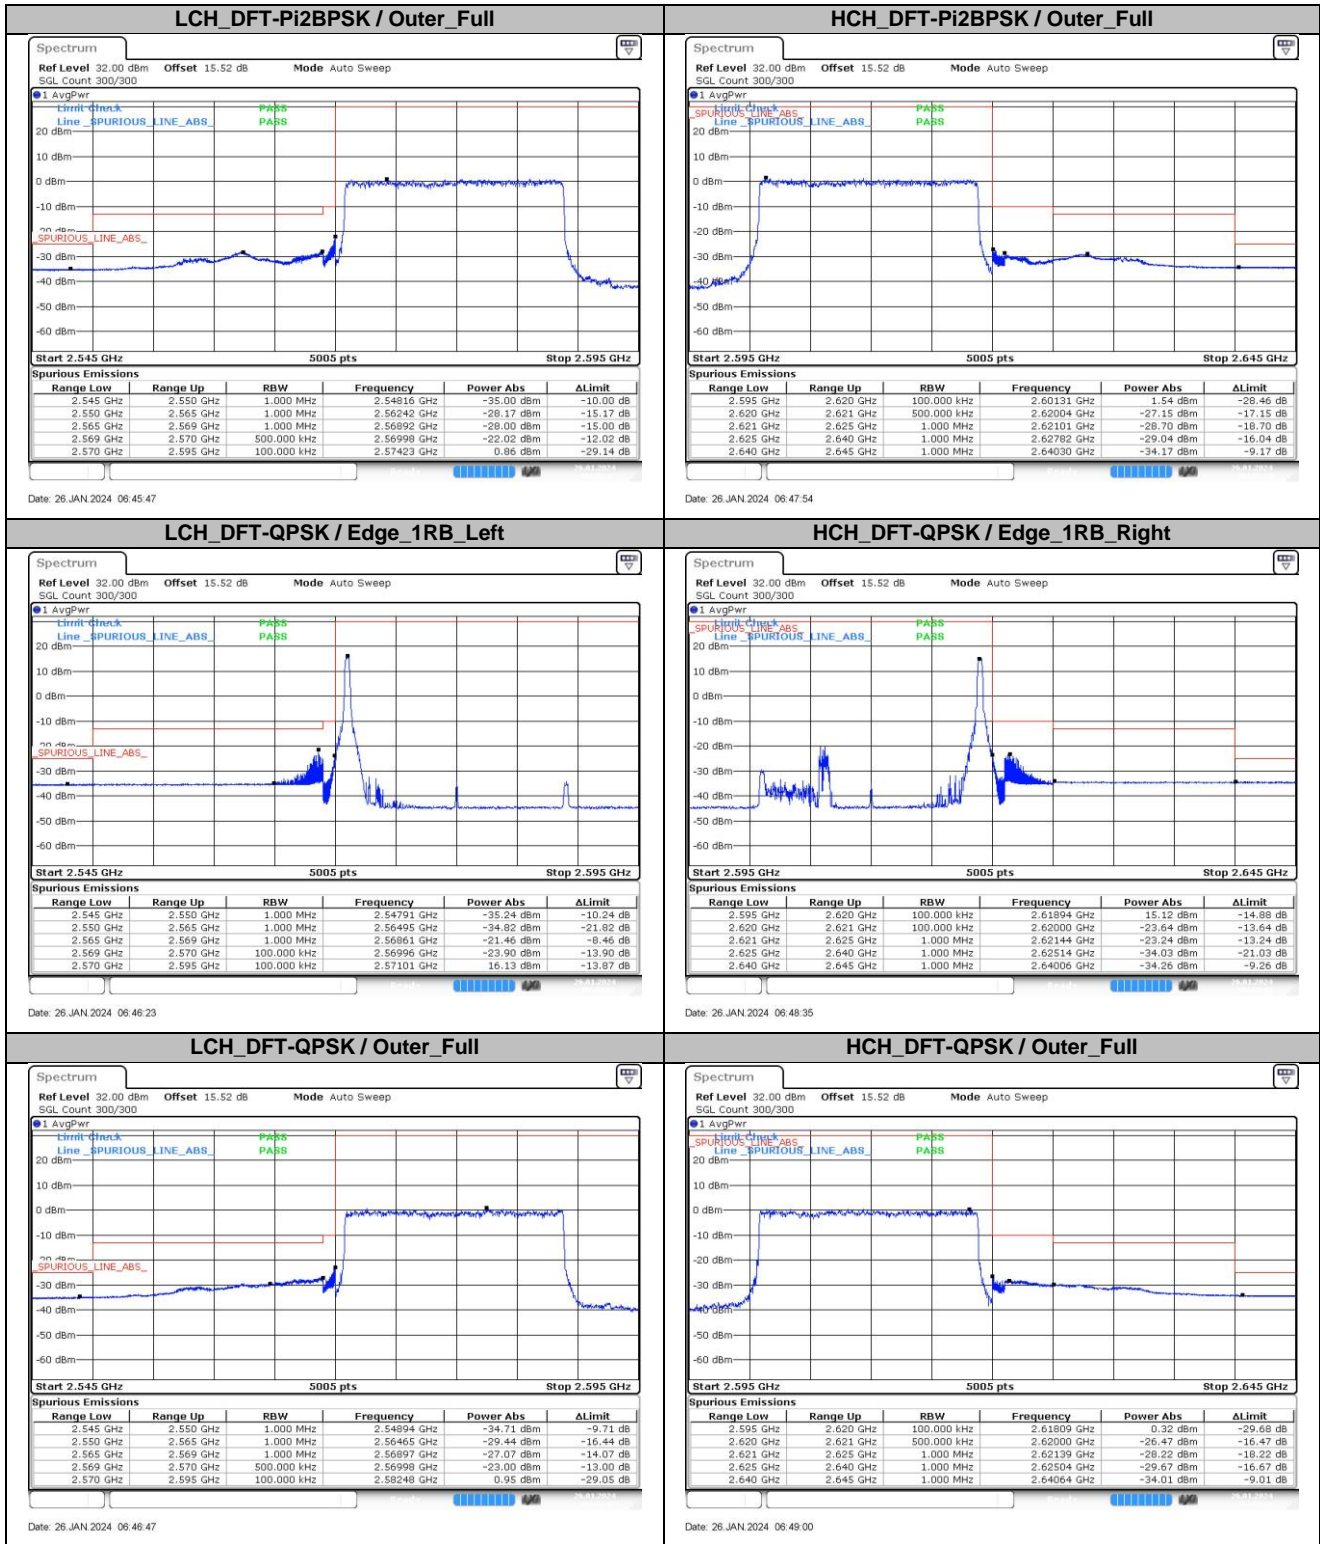 LCH_DFT-Pi2BPSK / Outer_Full
Spectrum
Ref Level 32.00 dBm Offset 15.52 dB Mode Auto Sweep
SGL Count 300/300
1 AvgPwr
Limit Check PASS
Line _SPURIOUS_LINE_ABS_ PASS
20 dBm
10 dBm
0 dBm
-10 dBm
-20 dBm
_SPURIOUS_LINE_ABS_
-30 dBm
-40 dBm
-50 dBm
-60 dBm
Start 2.545 GHz 5005 pts Stop 2.595 GHz
Spurious Emissions
Range Low Range Up RBW Frequency Power Abs ΔLimit
2.545 GHz 2.550 GHz 1.000 MHz 2.54816 GHz -35.00 dBm -10.00 dB
2.550 GHz 2.565 GHz 1.000 MHz 2.56242 GHz -28.17 dBm -15.17 dB
2.565 GHz 2.569 GHz 1.000 MHz 2.56892 GHz -28.00 dBm -15.00 dB
2.569 GHz 2.570 GHz 500.000 kHz 2.56998 GHz -22.02 dBm -12.02 dB
2.570 GHz 2.595 GHz 100.000 kHz 2.57423 GHz 0.86 dBm -29.14 dB
Date: 26.JAN.2024 06:45:47
HCH_DFT-Pi2BPSK / Outer_Full
Spectrum
Ref Level 32.00 dBm Offset 15.52 dB Mode Auto Sweep
SGL Count 300/300
1 AvgPwr
Limit Check PASS
_SPURIOUS_LINE_ABS_
Line _SPURIOUS_LINE_ABS_ PASS
20 dBm
10 dBm
0 dBm
-10 dBm
-20 dBm
-30 dBm
-40 dBm
-50 dBm
-60 dBm
Start 2.595 GHz 5005 pts Stop 2.645 GHz
Spurious Emissions
Range Low Range Up RBW Frequency Power Abs ΔLimit
2.595 GHz 2.620 GHz 100.000 kHz 2.60131 GHz 1.54 dBm -28.46 dB
2.620 GHz 2.621 GHz 500.000 kHz 2.62004 GHz -27.15 dBm -17.15 dB
2.621 GHz 2.625 GHz 1.000 MHz 2.62101 GHz -28.70 dBm -18.70 dB
2.625 GHz 2.640 GHz 1.000 MHz 2.62782 GHz -29.04 dBm -16.04 dB
2.640 GHz 2.645 GHz 1.000 MHz 2.64030 GHz -34.17 dBm -9.17 dB
Date: 26.JAN.2024 06:47:54
LCH_DFT-QPSK / Edge_1RB_Left
Spectrum
Ref Level 32.00 dBm Offset 15.52 dB Mode Auto Sweep
SGL Count 300/300
1 AvgPwr
Limit Check PASS
Line _SPURIOUS_LINE_ABS_ PASS
20 dBm
10 dBm
0 dBm
-10 dBm
-20 dBm
_SPURIOUS_LINE_ABS_
-30 dBm
-40 dBm
-50 dBm
-60 dBm
Start 2.545 GHz 5005 pts Stop 2.595 GHz
Spurious Emissions
Range Low Range Up RBW Frequency Power Abs ΔLimit
2.545 GHz 2.550 GHz 1.000 MHz 2.54791 GHz -35.24 dBm -10.24 dB
2.550 GHz 2.565 GHz 1.000 MHz 2.56495 GHz -34.82 dBm -21.82 dB
2.565 GHz 2.569 GHz 1.000 MHz 2.56861 GHz -21.46 dBm -8.46 dB
2.569 GHz 2.570 GHz 100.000 kHz 2.56996 GHz -23.90 dBm -13.90 dB
2.570 GHz 2.595 GHz 100.000 kHz 2.57101 GHz 16.13 dBm -13.87 dB
Date: 26.JAN.2024 06:46:23
HCH_DFT-QPSK / Edge_1RB_Right
Spectrum
Ref Level 32.00 dBm Offset 15.52 dB Mode Auto Sweep
SGL Count 300/300
1 AvgPwr
Limit Check PASS
_SPURIOUS_LINE_ABS_
Line _SPURIOUS_LINE_ABS_ PASS
20 dBm
10 dBm
0 dBm
-10 dBm
-20 dBm
-30 dBm
-40 dBm
-50 dBm
-60 dBm
Start 2.595 GHz 5005 pts Stop 2.645 GHz
Spurious Emissions
Range Low Range Up RBW Frequency Power Abs ΔLimit
2.595 GHz 2.620 GHz 100.000 kHz 2.61894 GHz 15.12 dBm -14.88 dB
2.620 GHz 2.621 GHz 100.000 kHz 2.62000 GHz -23.64 dBm -13.64 dB
2.621 GHz 2.625 GHz 1.000 MHz 2.62144 GHz -23.24 dBm -13.24 dB
2.625 GHz 2.640 GHz 1.000 MHz 2.62514 GHz -34.03 dBm -21.03 dB
2.640 GHz 2.645 GHz 1.000 MHz 2.64006 GHz -34.26 dBm -9.26 dB
Date: 26.JAN.2024 06:48:35
LCH_DFT-QPSK / Outer_Full
Spectrum
Ref Level 32.00 dBm Offset 15.52 dB Mode Auto Sweep
SGL Count 300/300
1 AvgPwr
Limit Check PASS
Line _SPURIOUS_LINE_ABS_ PASS
20 dBm
10 dBm
0 dBm
-10 dBm
-20 dBm
_SPURIOUS_LINE_ABS_
-30 dBm
-40 dBm
-50 dBm
-60 dBm
Start 2.545 GHz 5005 pts Stop 2.595 GHz
Spurious Emissions
Range Low Range Up RBW Frequency Power Abs ΔLimit
2.545 GHz 2.550 GHz 1.000 MHz 2.54894 GHz -34.71 dBm -9.71 dB
2.550 GHz 2.565 GHz 1.000 MHz 2.56465 GHz -29.44 dBm -16.44 dB
2.565 GHz 2.569 GHz 1.000 MHz 2.56897 GHz -27.07 dBm -14.07 dB
2.569 GHz 2.570 GHz 500.000 kHz 2.56998 GHz -23.00 dBm -13.00 dB
2.570 GHz 2.595 GHz 100.000 kHz 2.58248 GHz 0.95 dBm -29.05 dB
Date: 26.JAN.2024 06:46:47
HCH_DFT-QPSK / Outer_Full
Spectrum
Ref Level 32.00 dBm Offset 15.52 dB Mode Auto Sweep
SGL Count 300/300
1 AvgPwr
Limit Check PASS
_SPURIOUS_LINE_ABS_
Line _SPURIOUS_LINE_ABS_ PASS
20 dBm
10 dBm
0 dBm
-10 dBm
-20 dBm
-30 dBm
-40 dBm
-50 dBm
-60 dBm
Start 2.595 GHz 5005 pts Stop 2.645 GHz
Spurious Emissions
Range Low Range Up RBW Frequency Power Abs ΔLimit
2.595 GHz 2.620 GHz 100.000 kHz 2.61809 GHz 0.32 dBm -29.68 dB
2.620 GHz 2.621 GHz 500.000 kHz 2.62000 GHz -26.47 dBm -16.47 dB
2.621 GHz 2.625 GHz 1.000 MHz 2.62139 GHz -28.22 dBm -18.22 dB
2.625 GHz 2.640 GHz 1.000 MHz 2.62504 GHz -29.67 dBm -16.67 dB
2.640 GHz 2.645 GHz 1.000 MHz 2.64064 GHz -34.01 dBm -9.01 dB
Date: 26.JAN.2024 06:49:00